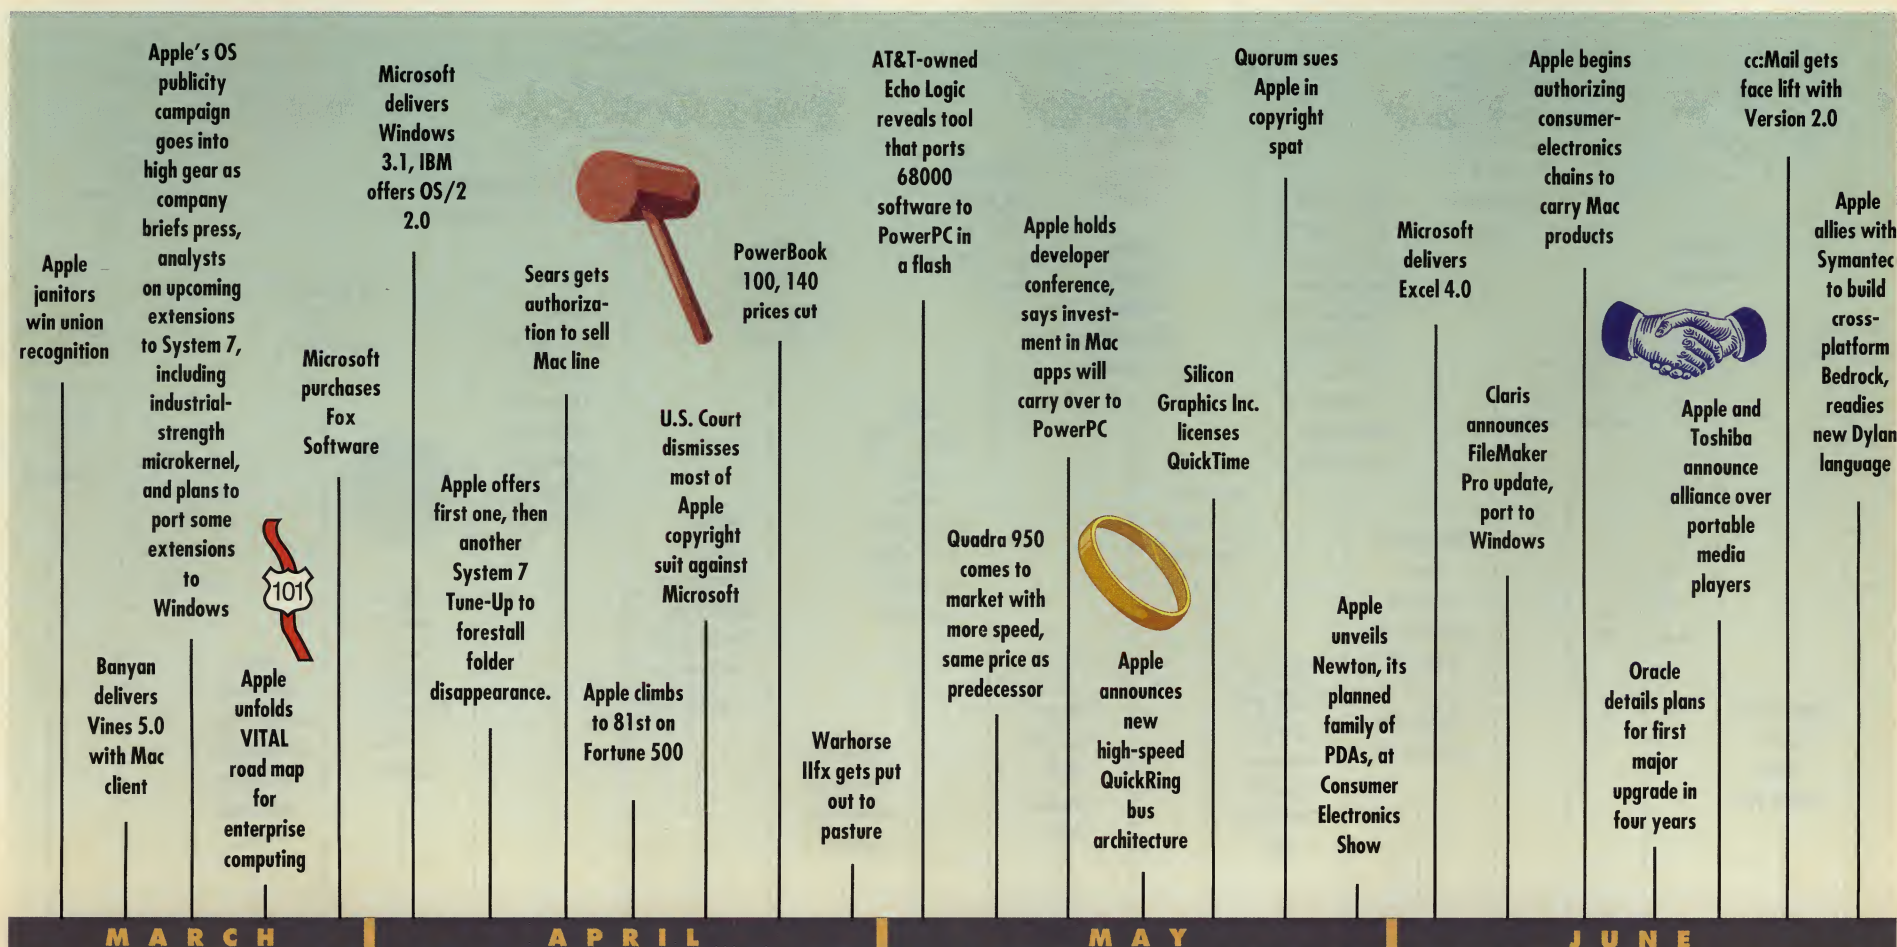 Apple
janitors
win union
recognition
Banyan
delivers
Vines 5.0
with Mac
client
Apple's OS
publicity
campaign
goes into
high gear as
company
briefs press,
analysts
on upcoming
extensions
to System 7,
including
industrial-
strength
microkernel,
and plans to
port some
extensions
to
Windows
101
Apple
unfolds
VITAL
road map
for
enterprise
computing
Microsoft
purchases
Fox
Software
Microsoft
delivers
Windows
3.1, IBM
offers OS/2
2.0
Apple offers
first one, then
another
System 7
Tune-Up to
forestall
folder
disappearance.
Sears gets
authoriza-
tion to sell
Mac line
Apple climbs
to 81st on
Fortune 500
U.S. Court
dismisses
most of
Apple
copyright
suit against
Microsoft
PowerBook
100, 140
prices cut
Warhorse
IIfx gets put
out to
pasture
AT&T-owned
Echo Logic
reveals tool
that ports
68000
software to
PowerPC in
a flash
Quadra 950
comes to
market with
more speed,
same price as
predecessor
Apple holds
developer
conference,
says invest-
ment in Mac
apps will
carry over to
PowerPC
Apple
announces
new
high-speed
QuickRing
bus
architecture
Silicon
Graphics Inc.
licenses
QuickTime
Quorum sues
Apple in
copyright
spat
Apple
unveils
Newton, its
planned
family of
PDAs, at
Consumer
Electronics
Show
Microsoft
delivers
Excel 4.0
Claris
announces
FileMaker
Pro update,
port to
Windows
Apple begins
authorizing
consumer-
electronics
chains to
carry Mac
products
Oracle
details plans
for first
major
upgrade in
four years
Apple and
Toshiba
announce
alliance over
portable
media
players
cc:Mail gets
face lift with
Version 2.0
Apple
allies with
Symantec
to build
cross-
platform
Bedrock,
readies
new Dylan
language
MARCH
APRIL
MAY
JUNE